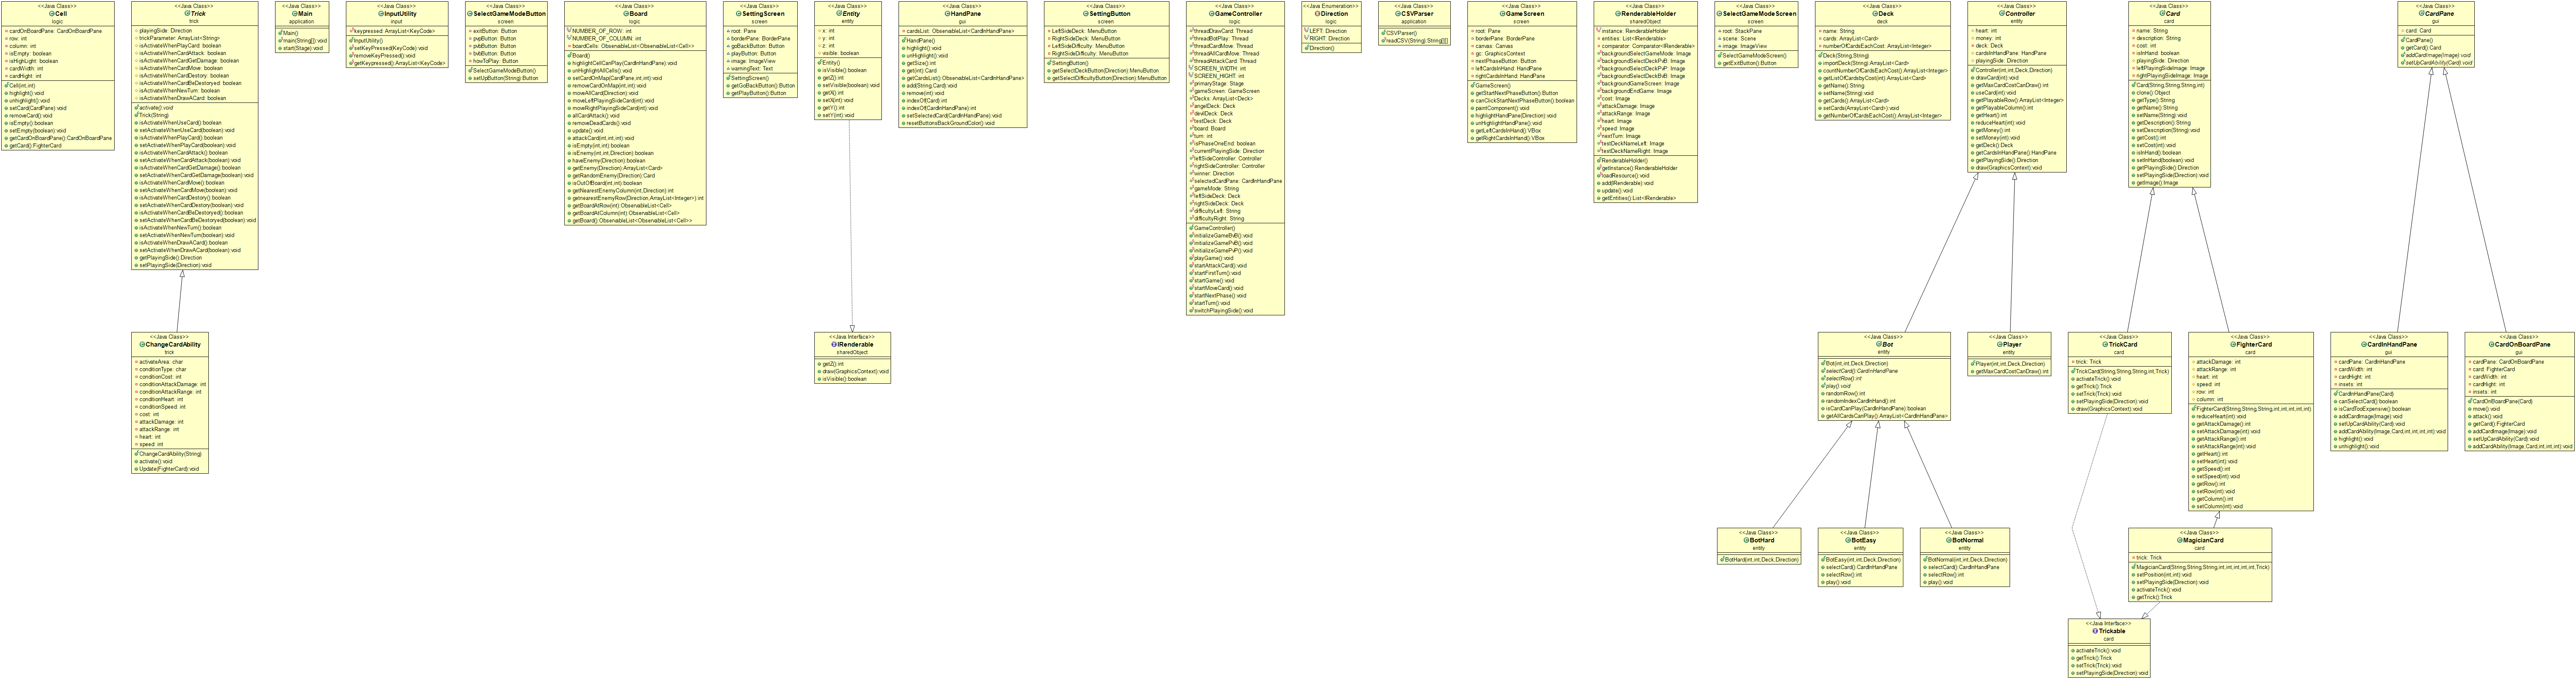 <<Java Class>>
Cell
logic
cardOnBoardPane: CardOnBoardPane
row: int
column: int
isEmpty: boolean
isHighLight: boolean
cardWidth: int
cardHight: int
Cell(int,int)
highlight():void
unhighlight():void
setCard(CardPane):void
removeCard():void
isEmpty():boolean
setEmpty(boolean):void
getCardOnBoardPane():CardOnBoardPane
getCard():FighterCard
<<Java Class>>
Trick
trick
playingSide: Direction
trickParameter: ArrayList<String>
isActivateWhenPlayCard: boolean
isActivateWhenCardAttack: boolean
isActivateWhenCardGetDamage: boolean
isActivateWhenCardMove: boolean
isActivateWhenCardDestory: boolean
isActivateWhenCardBeDestoryed: boolean
isActivateWhenNewTurn: boolean
isActivateWhenDrawACard: boolean
activate():void
Trick(String)
isActivateWhenUseCard():boolean
setActivateWhenUseCard(boolean):void
isActivateWhenPlayCard():boolean
setActivateWhenPlayCard(boolean):void
isActivateWhenCardAttack():boolean
setActivateWhenCardAttack(boolean):void
isActivateWhenCardGetDamage():boolean
setActivateWhenCardGetDamage(boolean):void
isActivateWhenCardMove():boolean
setActivateWhenCardMove(boolean):void
isActivateWhenCardDestory():boolean
setActivateWhenCardDestory(boolean):void
isActivateWhenCardBeDestoryed():boolean
setActivateWhenCardBeDestoryed(boolean):void
isActivateWhenNewTurn():boolean
setActivateWhenNewTurn(boolean):void
isActivateWhenDrawACard():boolean
setActivateWhenDrawACard(boolean):void
getPlayingSide():Direction
setPlayingSide(Direction):void
<<Java Class>>
Main
application
Main()
main(String[]):void
start(Stage):void
<<Java Class>>
InputUtility
input
keypressed: ArrayList<KeyCode>
InputUtility()
setKeyPressed(KeyCode):void
removeKeyPressed():void
getKeypressed():ArrayList<KeyCode>
<<Java Class>>
SelectGameModeButton
screen
exitButton: Button
pvpButton: Button
pvbButton: Button
bvbButton: Button
howToPlay: Button
SelectGameModeButton()
setUpButton(String):Button
<<Java Class>>
Board
logic
NUMBER_OF_ROW: int
NUMBER_OF_COLUMN: int
boardCells: ObservableList<ObservableList<Cell>>
Board()
highlightCellCanPlay(CardInHandPane):void
unHighlightAllCells():void
setCardOnMap(CardPane,int,int):void
removeCardOnMap(int,int):void
moveAllCard(Direction):void
moveLeftPlayingSideCard(int):void
moveRightPlayingSideCard(int):void
allCardAttack():void
removeDeadCards():void
update():void
attackCard(int,int,int):void
isEmpty(int,int):boolean
isEnemy(int,int,Direction):boolean
haveEnemy(Direction):boolean
getEnemy(Direction):ArrayList<Card>
getRandomEnemy(Direction):Card
isOutOfBoard(int,int):boolean
getNearestEnemyColumn(int,Direction):int
getnearestEnemyRow(Direction,ArrayList<Integer>):int
getBoardAtRow(int):ObservableList<Cell>
getBoardAtColumn(int):ObservableList<Cell>
getBoard():ObservableList<ObservableList<Cell>>
<<Java Class>>
SettingScreen
screen
root: Pane
borderPane: BorderPane
goBackButton: Button
playButton: Button
image: ImageView
warningText: Text
SettingScreen()
getGoBackButton():Button
getPlayButton():Button
<<Java Class>>
Entity
entity
x: int
y: int
z: int
visible: boolean
Entity()
isVisible():boolean
getZ():int
setVisible(boolean):void
getX():int
setX(int):void
getY():int
setY(int):void
<<Java Class>>
HandPane
gui
cardsList: ObservableList<CardInHandPane>
HandPane()
highlight():void
unHighlight():void
getSize():int
get(int):Card
getCardsList():ObservableList<CardInHandPane>
add(String,Card):void
remove(int):void
indexOf(Card):int
indexOf(CardInHandPane):int
setSelectedCard(CardInHandPane):void
resetButtonsBackGroundColor():void
<<Java Class>>
SettingButton
screen
LeftSideDeck: MenuButton
RightSideDeck: MenuButton
LeftSideDifficulty: MenuButton
RightSideDifficulty: MenuButton
SettingButton()
getSelectDeckButton(Direction):MenuButton
getSelectDifficultyButton(Direction):MenuButton
<<Java Class>>
GameController
logic
threadDrawCard: Thread
threadBotPlay: Thread
threadCardMove: Thread
threadAllCardMove: Thread
threadAttackCard: Thread
SCREEN_WIDTH: int
SCREEN_HIGHT: int
primaryStage: Stage
gameScreen: GameScreen
Decks: ArrayList<Deck>
angelDeck: Deck
devilDeck: Deck
testDeck: Deck
board: Board
turn: int
isPhaseOneEnd: boolean
currentPlayingSide: Direction
leftSideController: Controller
rightSideController: Controller
winner: Direction
selectedCardPane: CardInHandPane
gameMode: String
leftSideDeck: Deck
rightSideDeck: Deck
difficultyLeft: String
difficultyRight: String
GameController()
initializeGameBvB():void
initializeGamePvB():void
initializeGamePvP():void
playGame():void
startAttackCard():void
startFirstTurn():void
startGame():void
startMoveCard():void
startNextPhase():void
startTurn():void
switchPlayingSide():void
<<Java Enumeration>>
Direction
logic
LEFT: Direction
RIGHT: Direction
Direction()
<<Java Class>>
CSVParser
application
CSVParser()
readCSV(String):String[][]
<<Java Class>>
GameScreen
screen
root: Pane
borderPane: BorderPane
canvas: Canvas
gc: GraphicsContext
nextPhaseButton: Button
leftCardsInHand: HandPane
rightCardsInHand: HandPane
GameScreen()
getStartNextPhaseButton():Button
canClickStartNextPhaseButton():boolean
paintComponent():void
highlightHandPane(Direction):void
unHighlightHandPane():void
getLeftCardsInHand():VBox
getRightCardsInHand():VBox
<<Java Class>>
RenderableHolder
sharedObject
instance: RenderableHolder
entities: List<IRenderable>
comparator: Comparator<IRenderable>
backgroundSelectGameMode: Image
backgroundSelectDeckPvB: Image
backgroundSelectDeckPvP: Image
backgroundSelectDeckBvB: Image
backgroundGameScreen: Image
backgroundEndGame: Image
cost: Image
attackDamage: Image
attackRange: Image
heart: Image
speed: Image
nextTurn: Image
testDeckNameLeft: Image
testDeckNameRight: Image
RenderableHolder()
getInstance():RenderableHolder
loadResource():void
add(IRenderable):void
update():void
getEntities():List<IRenderable>
<<Java Class>>
SelectGameModeScreen
screen
root: StackPane
scene: Scene
image: ImageView
SelectGameModeScreen()
getExitButton():Button
<<Java Class>>
Deck
deck
name: String
cards: ArrayList<Card>
numberOfCardsEachCost: ArrayList<Integer>
Deck(String,String)
importDeck(String):ArrayList<Card>
countNumberOfCardsEachCost():ArrayList<Integer>
getListOfCardsby Cost(int):ArrayList<Card>
getName():String
setName(String):void
getCards():ArrayList<Card>
setCards(ArrayList<Card>):void
getNumberOfCardsEachCost():ArrayList<Integer>
<<Java Class>>
Controller
entity
heart: int
money: int
deck: Deck
cardsInHandPane: HandPane
playingSide: Direction
Controller(int,int,Deck,Direction)
drawCard(int):void
getMaxCardCostCanDraw():int
useCard(int):void
getPlayableRow():ArrayList<Integer>
getPlayableColumn():int
getHeart():int
reduceHeart(int):void
getMoney():int
setMoney(int):void
getDeck():Deck
getCardsInHandPane():HandPane
getPlayingSide():Direction
draw(GraphicsContext):void
<<Java Class>>
Card
card
name: String
description: String
cost: int
isInHand: boolean
playingSide: Direction
leftPlayingSideImage: Image
rightPlayingSideImage: Image
Card(String,String,String,int)
clone():Object
getType():String
getName():String
setName(String):void
getDescription():String
setDescription(String):void
getCost():int
setCost(int):void
isInHand():boolean
setInHand(boolean):void
getPlayingSide():Direction
setPlayingSide(Direction):void
getImage():Image
<<Java Class>>
CardPane
gui
card: Card
CardPane()
getCard():Card
addCardImage(Image):void
setUpCardAbility(Card):void
<<Java Class>>
ChangeCardAbility
trick
activateArea: char
conditionType: char
conditionCost: int
conditionAttackDamage: int
conditionAttackRange: int
conditionHeart: int
conditionSpeed: int
cost: int
attackDamage: int
attackRange: int
heart: int
speed: int
ChangeCardAbility(String)
activate():void
Update(FighterCard):void
<<Java Interface>>
IRenderable
sharedObject
getZ():int
draw(GraphicsContext):void
isVisible():boolean
<<Java Class>>
Bot
entity
Bot(int,int,Deck,Direction)
selectCard():CardInHandPane
selectRow():int
play():void
randomRow():int
randomIndexCardInHand():int
isCardCanPlay(CardInHandPane):boolean
getAllCardsCanPlay():ArrayList<CardInHandPane>
<<Java Class>>
Player
entity
Player(int,int,Deck,Direction)
getMaxCardCostCanDraw():int
<<Java Class>>
TrickCard
card
trick: Trick
TrickCard(String,String,String,int,Trick)
activateTrick():void
getTrick():Trick
setTrick(Trick):void
setPlayingSide(Direction):void
draw(GraphicsContext):void
<<Java Class>>
FighterCard
card
attackDamage: int
attackRange: int
heart: int
speed: int
row: int
column: int
FighterCard(String,String,String,int,int,int,int,int)
reduceHeart(int):void
getAttackDamage():int
setAttackDamage(int):void
getAttackRange():int
setAttackRange(int):void
getHeart():int
setHeart(int):void
getSpeed():int
setSpeed(int):void
getRow():int
setRow(int):void
getColumn():int
setColumn(int):void
<<Java Class>>
CardInHandPane
gui
cardPane: CardInHandPane
cardWidth: int
cardHight: int
insets: int
CardInHandPane(Card)
canSelectCard():boolean
isCardTooExpensive():boolean
addCardImage(Image):void
setUpCardAbility(Card):void
addCardAbility(Image,Card,int,int,int,int):void
highlight():void
unhighlight():void
<<Java Class>>
CardOnBoardPane
gui
cardPane: CardOnBoardPane
card: FighterCard
cardWidth: int
cardHight: int
insets: int
CardOnBoardPane(Card)
move():void
attack():void
getCard():FighterCard
addCardImage(Image):void
setUpCardAbility(Card):void
addCardAbility(Image,Card,int,int,int):void
<<Java Class>>
BotHard
entity
BotHard(int,int,Deck,Direction)
<<Java Class>>
BotEasy
entity
BotEasy(int,int,Deck,Direction)
selectCard():CardInHandPane
selectRow():int
play():void
<<Java Class>>
BotNormal
entity
BotNormal(int,int,Deck,Direction)
selectCard():CardInHandPane
selectRow():int
play():void
<<Java Class>>
MagicianCard
card
trick: Trick
MagicianCard(String,String,String,int,int,int,int,int,Trick)
setPosition(int,int):void
setPlayingSide(Direction):void
activateTrick():void
getTrick():Trick
<<Java Interface>>
Trickable
card
activateTrick():void
getTrick():Trick
setTrick(Trick):void
setPlayingSide(Direction):void